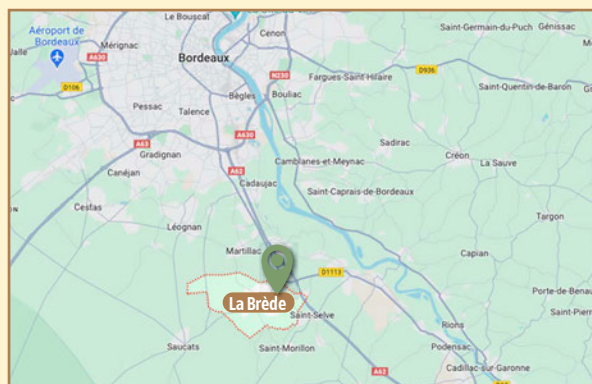 Le Bouscat
Saint-Germain-du-Puch
Génissac
Aéroport de
Bordeaux
Mérignac
Cenon
A630
Bordeaux
N230
D936
D106
Fargues-Saint-Hilaire
Saint-Quentin-de-Baron
Bègles
Bouliac
Pessac
Talence
A630
Sadirac
A63
Gradignan
Créon
A62
Camblanes-et-Meynac
La Sauve
Canéjan
Cadaujac
Saint-Caprais-de-Bordeaux
Cestas
Léognan
Targon
Martillac
Capian
D1113
Porte-de-Benau
La Brède
Saint-Selve
Saint-Pierr
Rions
Saucats
Saint-Morillon
Podensac
A62
Cadillac-sur-Garonne